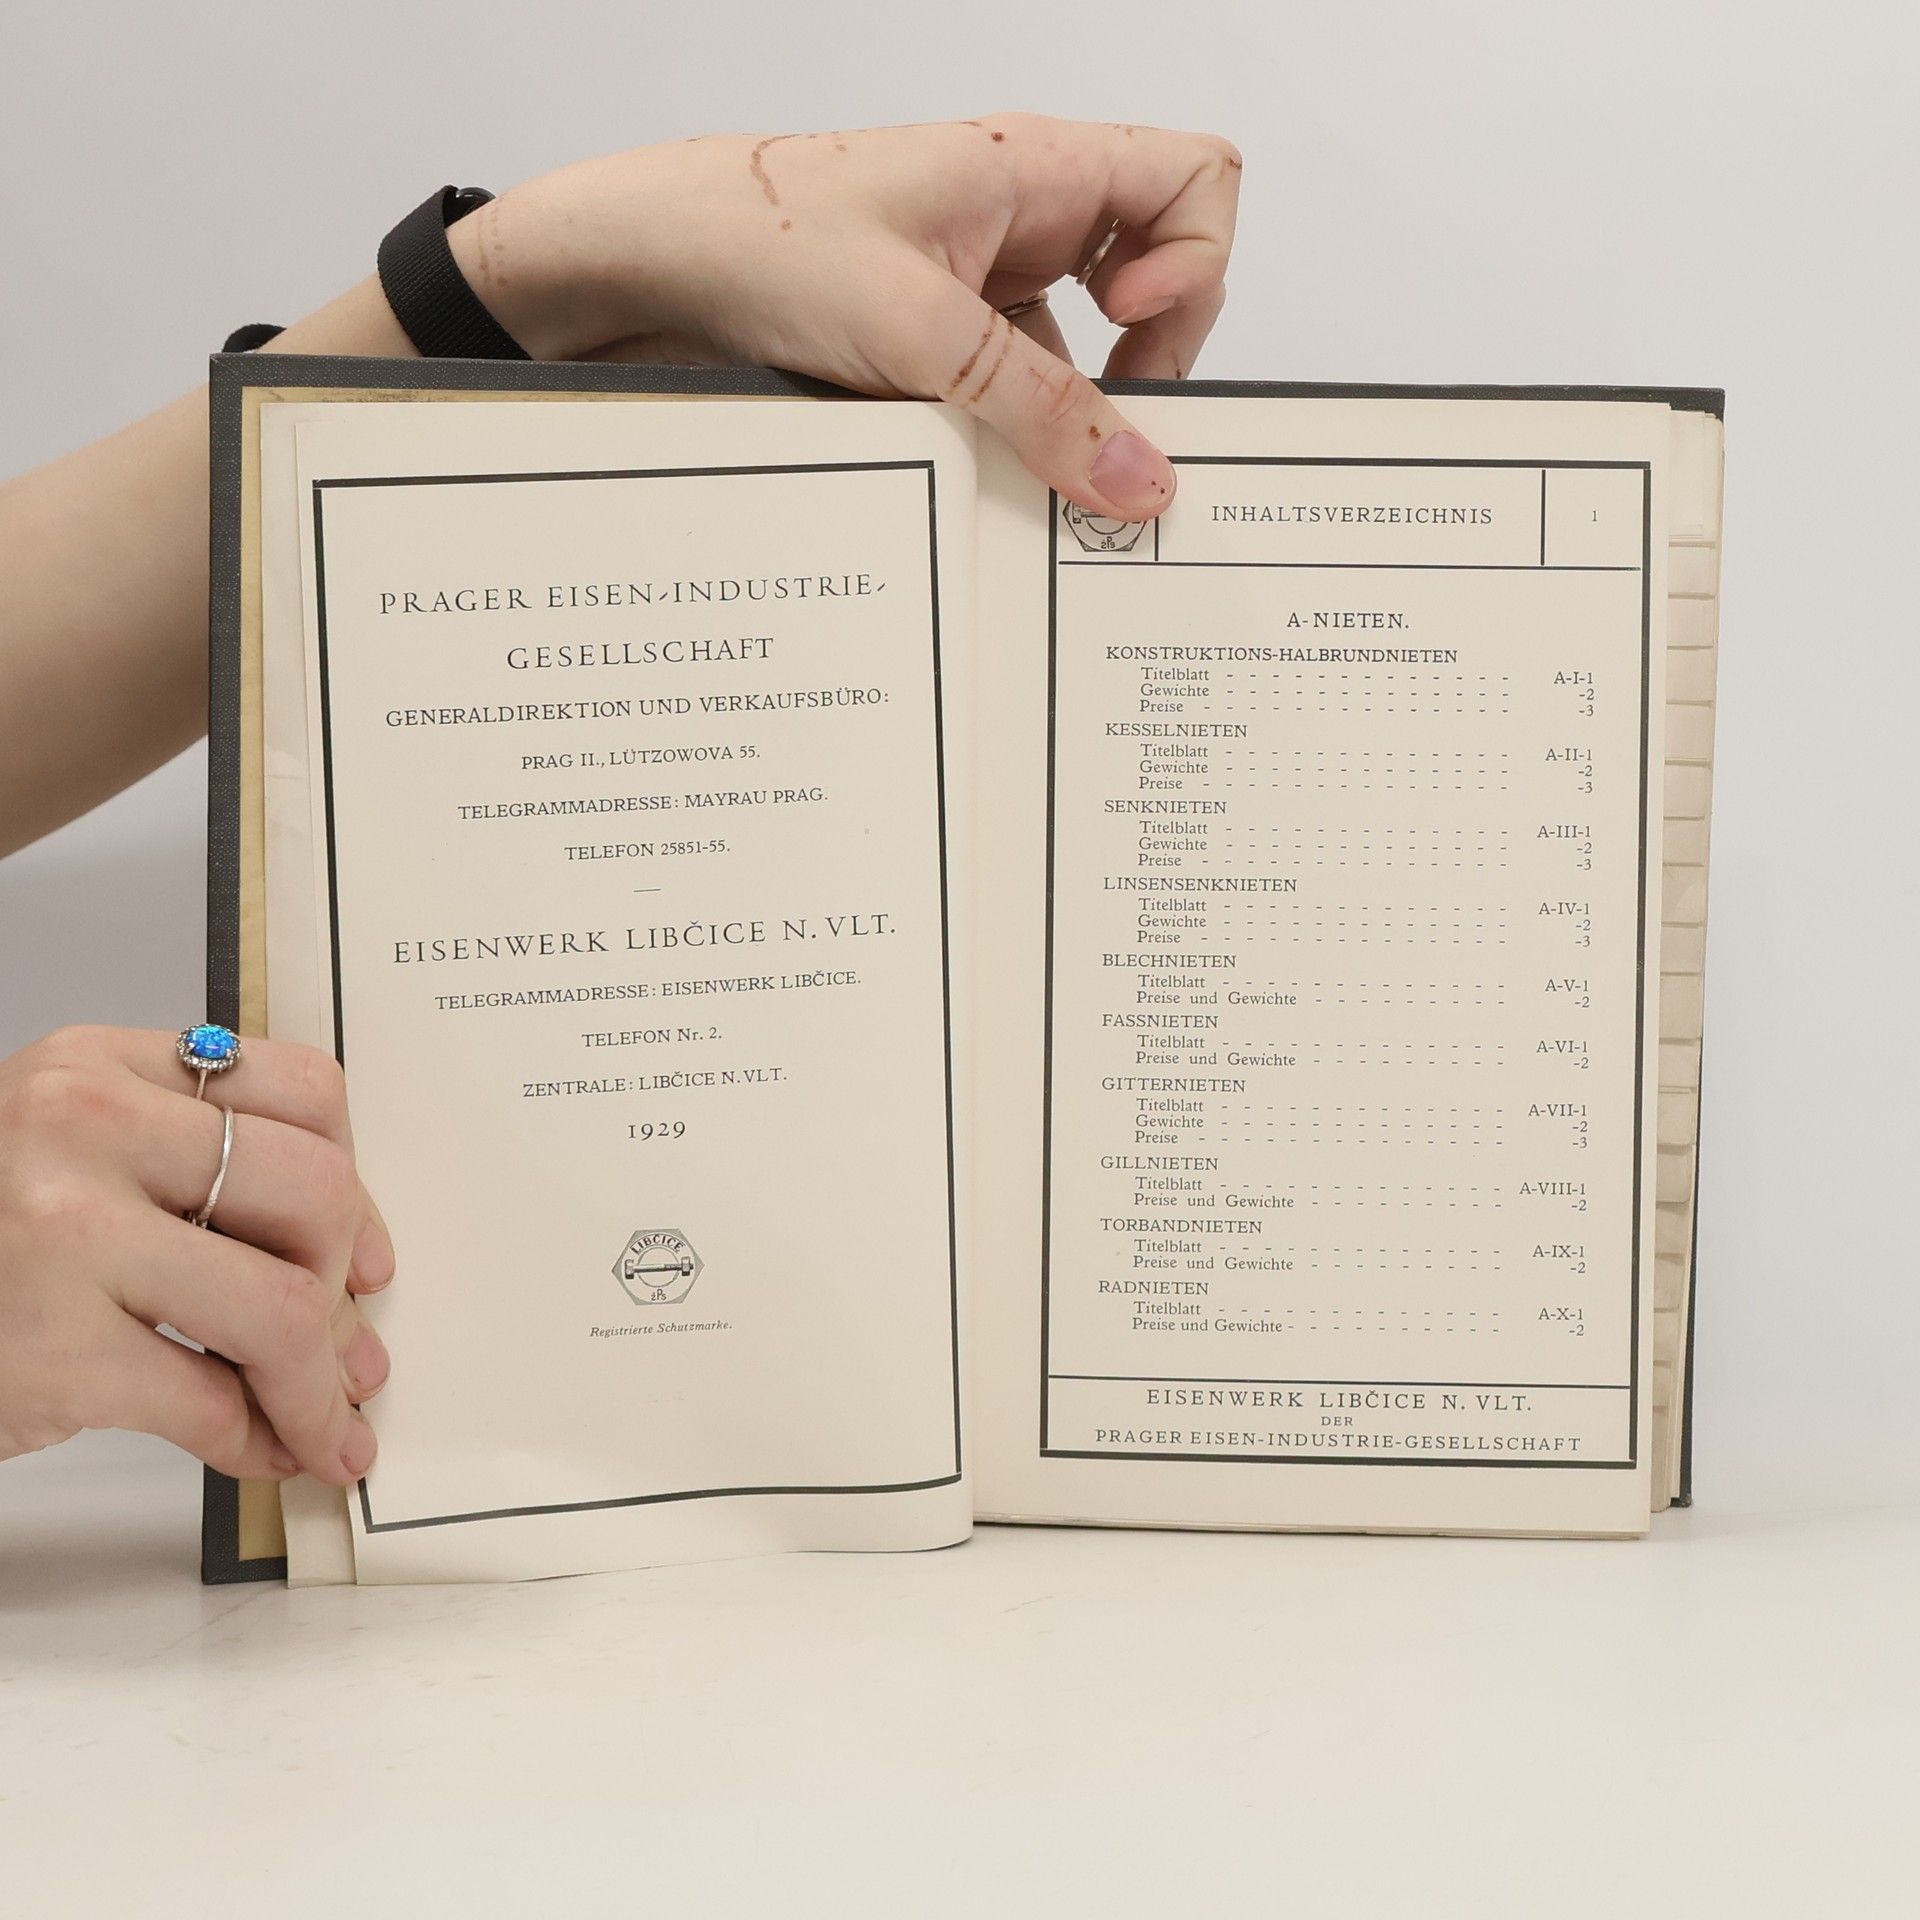 PRAGER EISEN-INDUSTRIE-
GESELLSCHAFT
GENERALDIREKTION UND VERKAUFSBÜRO:
PRAG II., LÜTZOWOVA 55.
TELEGRAMMADRESSE: MAYRAU PRAG.
TELEFON 25851-55.
EISENWERK LIBČICE N. VLT.
TELEGRAMMADRESSE: EISENWERK LIBČICE.
TELEFON Nr. 2.
ZENTRALE: LIBČICE N. VLT.
1929
LIBČICE
Registrierte Schutzmarke.
INHALTSVERZEICHNIS 1
A-NIETEN.
KONSTRUKTIONS-HALBRUNDNIETEN
Titelblatt - - - - - - - - - - - - - A-I-1
Gewichte - - - - - - - - - - - - - -2
Preise - - - - - - - - - - - - - - -3
KESSELNIETEN
Titelblatt - - - - - - - - - - - - - A-II-1
Gewichte - - - - - - - - - - - - - -2
Preise - - - - - - - - - - - - - - -3
SENKNIETEN
Titelblatt - - - - - - - - - - - - - A-III-1
Gewichte - - - - - - - - - - - - - -2
Preise - - - - - - - - - - - - - - -3
LINSENSENKNIETEN
Titelblatt - - - - - - - - - - - - - A-IV-1
Gewichte - - - - - - - - - - - - - -2
Preise - - - - - - - - - - - - - - -3
BLECHNIETEN
Titelblatt - - - - - - - - - - - - - A-V-1
Preise und Gewichte - - - - - - - - - -2
FASSNIETEN
Titelblatt - - - - - - - - - - - - - A-VI-1
Preise und Gewichte - - - - - - - - - -2
GITTERNIETEN
Titelblatt - - - - - - - - - - - - - A-VII-1
Gewichte - - - - - - - - - - - - - -2
Preise - - - - - - - - - - - - - - -3
GILLNIETEN
Titelblatt - - - - - - - - - - - - - A-VIII-1
Preise und Gewichte - - - - - - - - - -2
TORBANDNIETEN
Titelblatt - - - - - - - - - - - - - A-IX-1
Preise und Gewichte - - - - - - - - - -2
RADNIETEN
Titelblatt - - - - - - - - - - - - - A-X-1
Preise und Gewichte - - - - - - - - - - -2
EISENWERK LIBČICE N. VLT.
DER
PRAGER EISEN-INDUSTRIE-GESELLSCHAFT